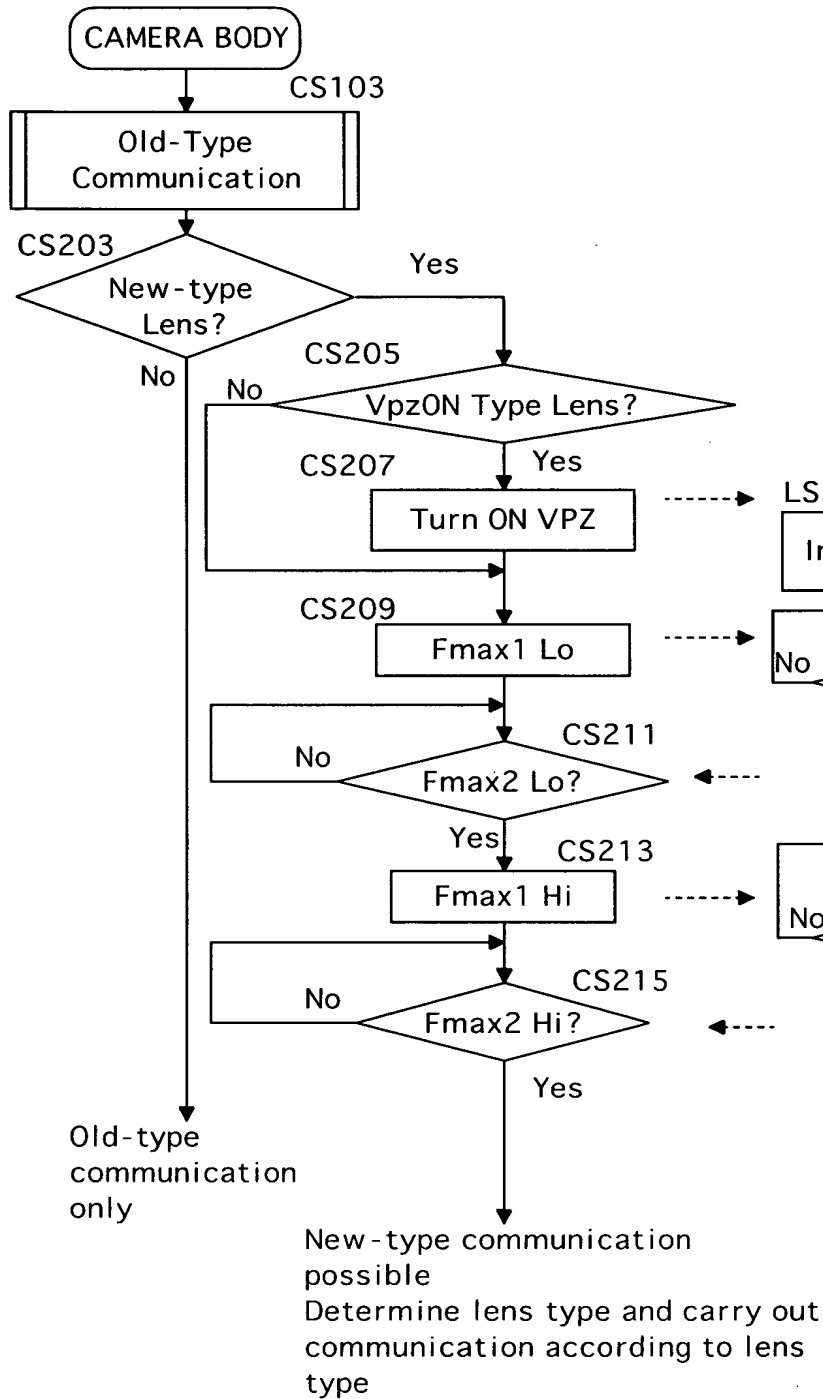 CAMERA BODY
CS103
Old-Type
Communication
CS203
New-type
Lens?
Yes
No
CS205
VpzON Type Lens?
No
Yes
CS207
Turn ON VPZ
LS
In
CS209
Fmax1 Lo
No
CS211
Fmax2 Lo?
No
Yes
CS213
Fmax1 Hi
No
CS215
Fmax2 Hi?
No
Yes
Old-type
communication
only
New-type communication
possible
Determine lens type and carry out
communication according to lens
type